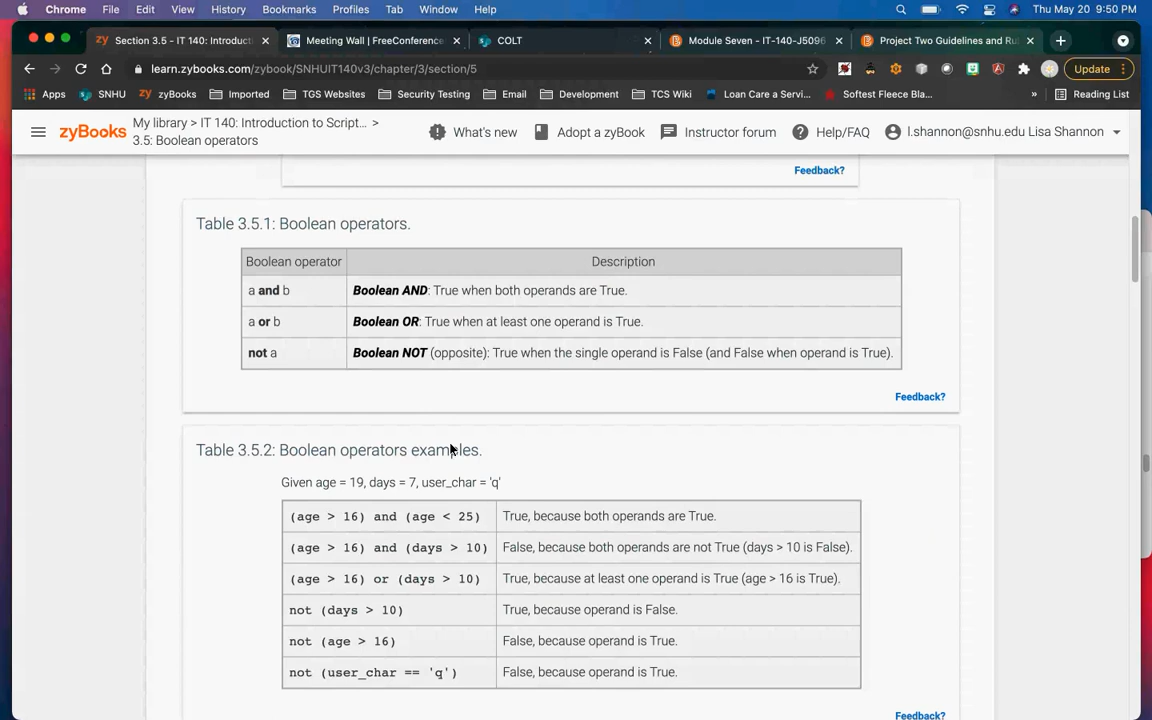 Chrome File Edit View History Bookmarks Profiles Tab Window Help Thu May 20 9:50 PM
Section 3.5 - IT 140: Introducti × Meeting Wall | FreeConference × COLT × Module Seven - IT-140-J5096 × Project Two Guidelines and Ru × +
learn.zybooks.com/zybook/SNHUIT140v3/chapter/3/section/5 Update
Apps SNHU zyBooks Imported TGS Websites Security Testing Email Development TCS Wiki Loan Care a Servi... Softest Fleece Bla... » Reading List
zyBooks My library > IT 140: Introduction to Script... > What's new Adopt a zyBook Instructor forum Help/FAQ l.shannon@snhu.edu Lisa Shannon
3.5: Boolean operators
Feedback?
Table 3.5.1: Boolean operators.
Boolean operator Description
a and b Boolean AND: True when both operands are True.
a or b Boolean OR: True when at least one operand is True.
not a Boolean NOT (opposite): True when the single operand is False (and False when operand is True).
Feedback?
Table 3.5.2: Boolean operators examples.
Given age = 19, days = 7, user_char = 'q'
(age > 16) and (age < 25) True, because both operands are True.
(age > 16) and (days > 10) False, because both operands are not True (days > 10 is False).
(age > 16) or (days > 10) True, because at least one operand is True (age > 16 is True).
not (days > 10) True, because operand is False.
not (age > 16) False, because operand is True.
not (user_char == 'q') False, because operand is True.
Feedback?